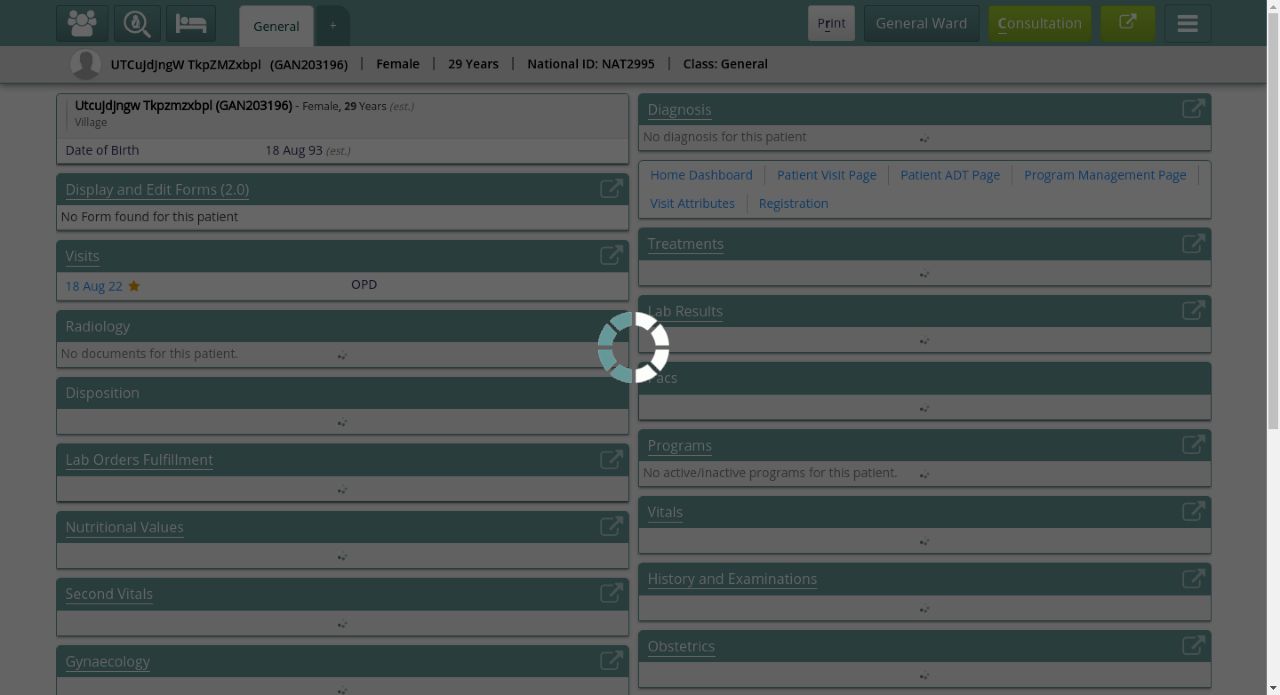 General
+
Print
General Ward
Consultation
UTCuJdJngW TkpZMZxbpl (GAN203196) | Female | 29 Years | National ID: NAT2995 | Class: General
UtcuJdJngw Tkpzmzxbpl (GAN203196) - Female, 29 Years (est.)
Village
Date of Birth 18 Aug 93 (est.)
Display and Edit Forms (2.0)
No Form found for this patient
Visits
18 Aug 22 OPD
Radiology
No documents for this patient.
Disposition
Lab Orders Fulfillment
Nutritional Values
Second Vitals
Gynaecology
Diagnosis
No diagnosis for this patient
Home Dashboard | Patient Visit Page | Patient ADT Page | Program Management Page |
Visit Attributes | Registration
Treatments
Lab Results
Pacs
Programs
No active/inactive programs for this patient.
Vitals
History and Examinations
Obstetrics